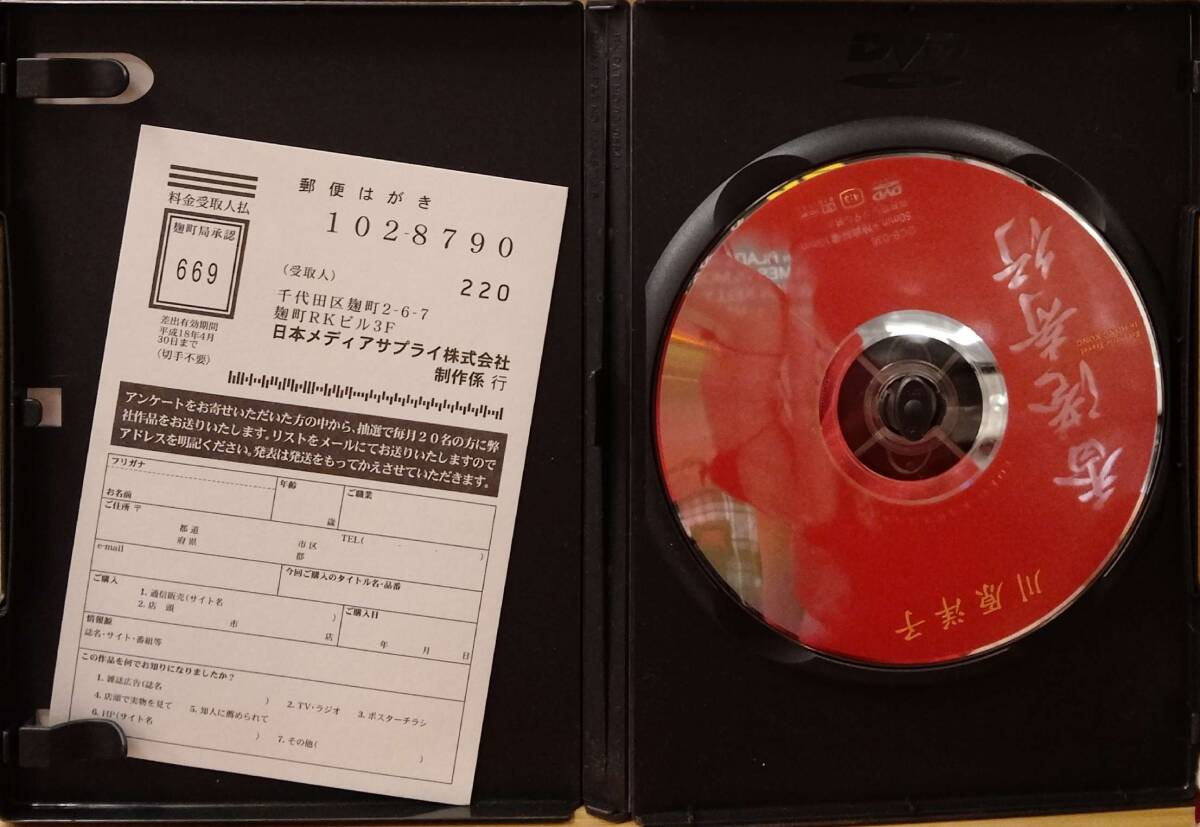 郵便はがき
102-8790
料金受取人払
麹町局承認
669
差出有効期間
平成18年4月
30日まで
(切手不要)
(受取人)
220
千代田区麹町2-6-7
麹町RKビル3F
日本メディアサプライ株式会社
制作係 行
アンケートをお寄せいただいた方の中から、抽選で毎月20名の方に弊
社作品をお送りいたします。リストをメールにてお送りいたしますので
アドレスを明記ください。発表は発送をもってかえさせていただきます。
フリガナ
お名前
年齢
歳
ご職業
ご住所 〒
都道
府県
市区
郡
TEL( - - )
e-mail
今回ご購入のタイトル名・品番
ご購入
1. 通信販売(サイト名 )
2. 店 頭 市 店
ご購入日
年 月 日
情報源
誌名・サイト・番組等
この作品を何でお知りになりましたか?
1. 雑誌広告(誌名 ) 2. TV・ラジオ 3. ポスターチラシ
4. 店頭で実物を見て 5. 知人に薦められて
6. HP(サイト名 ) 7. その他( )
DVD
香港旅行
In HONG KONG
川原洋子
DVD
4:3